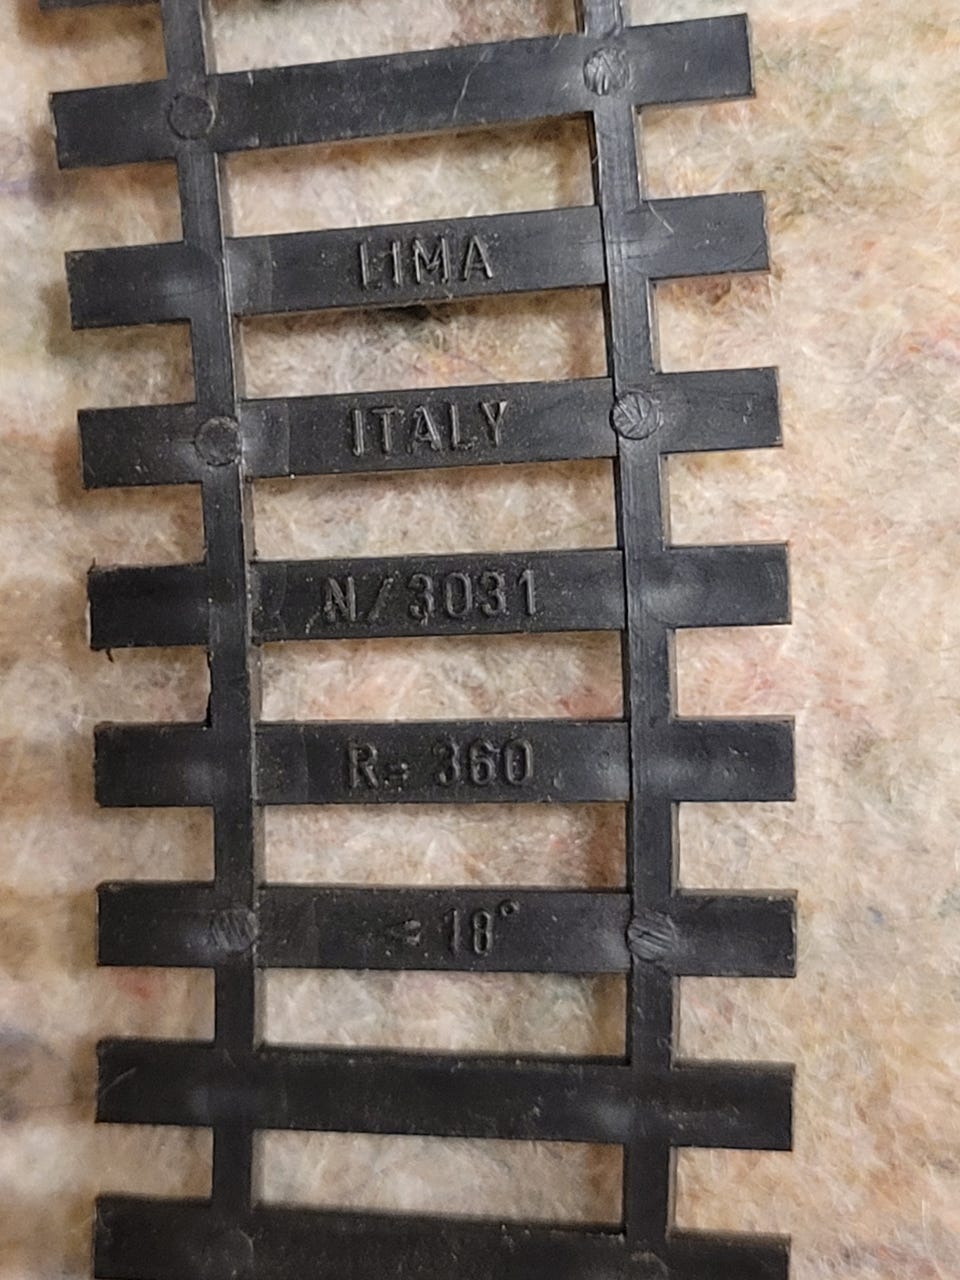 LIMA
ITALY
N/3031
R= 360
∢ 18°